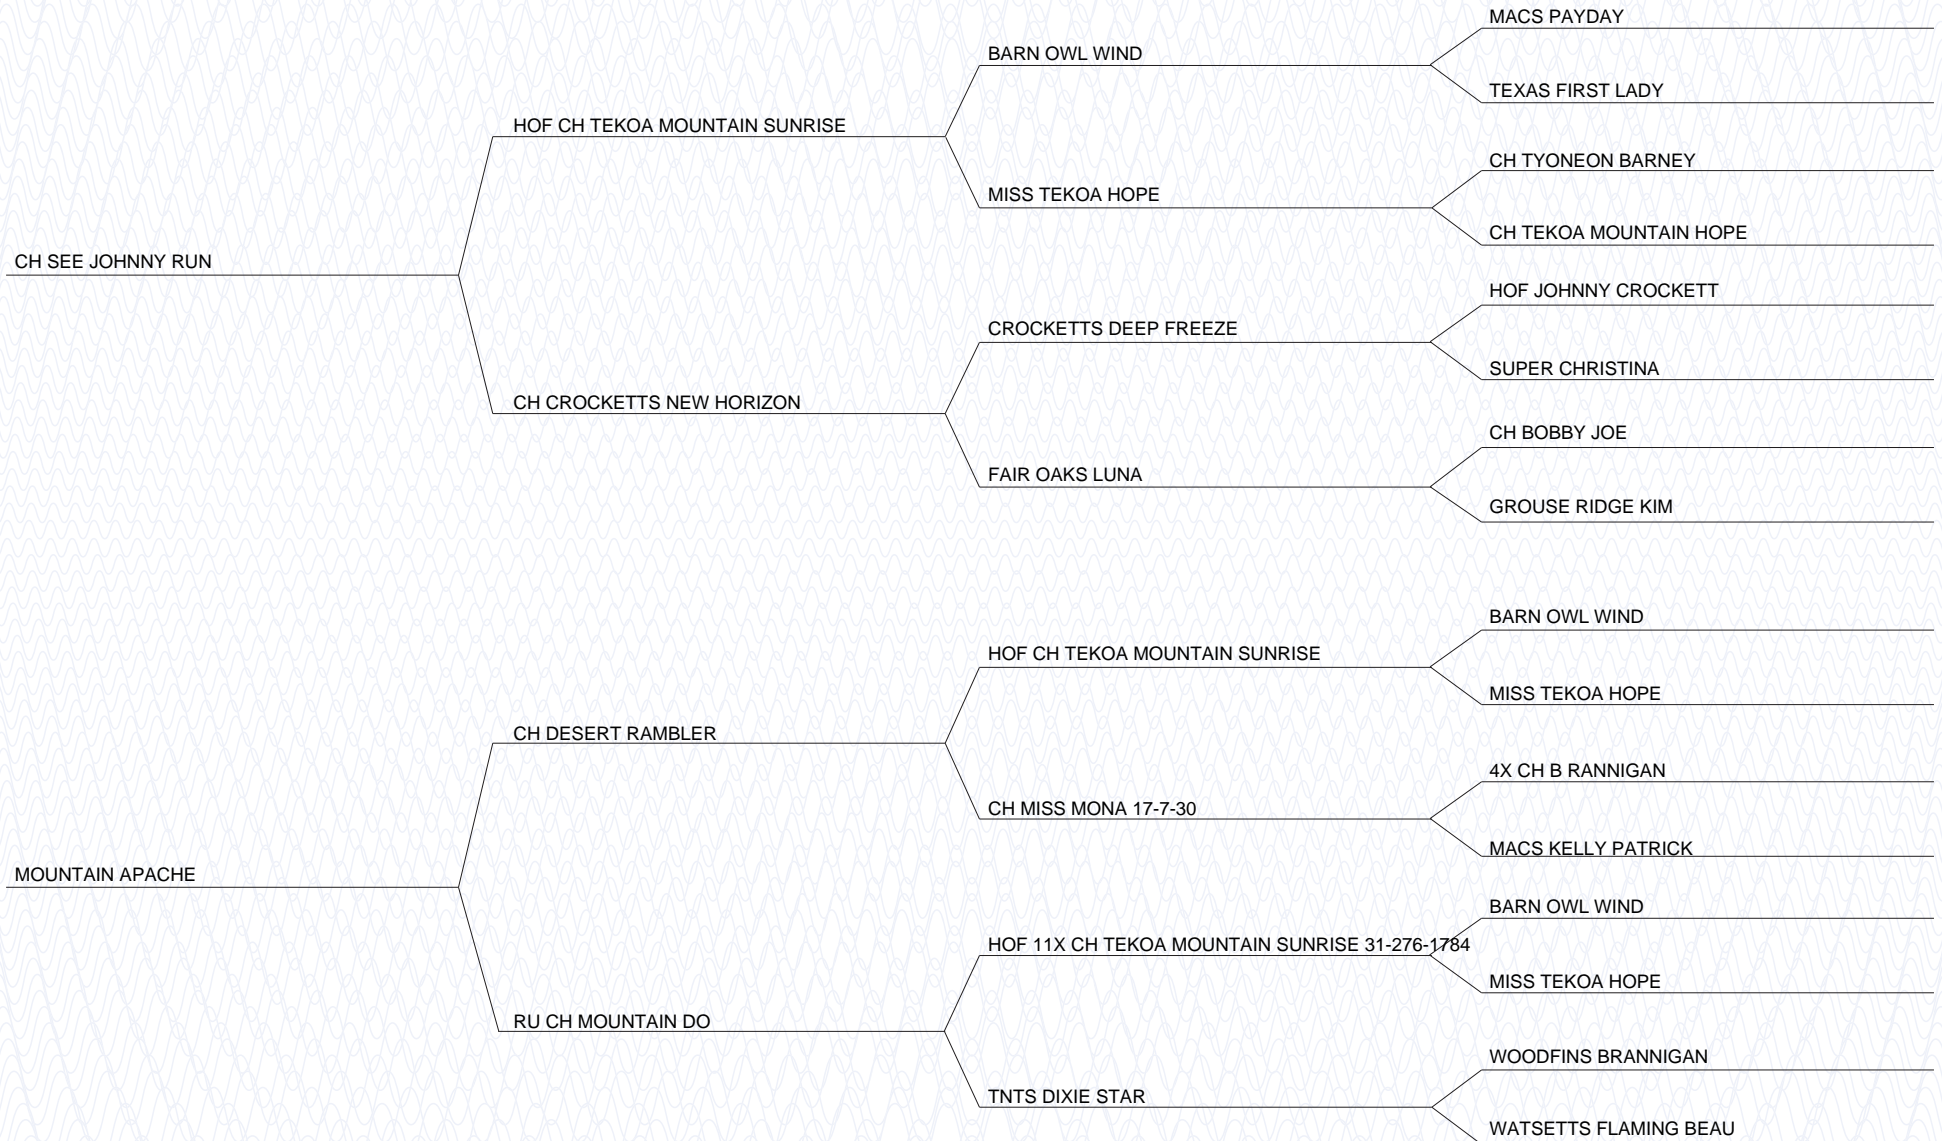 MACS PAYDAY
BARN OWL WIND
TEXAS FIRST LADY
HOF CH TEKOA MOUNTAIN SUNRISE
CH TYONEON BARNEY
MISS TEKOA HOPE
CH TEKOA MOUNTAIN HOPE
CH SEE JOHNNY RUN
HOF JOHNNY CROCKETT
CROCKETTS DEEP FREEZE
SUPER CHRISTINA
CH CROCKETTS NEW HORIZON
CH BOBBY JOE
FAIR OAKS LUNA
GROUSE RIDGE KIM
BARN OWL WIND
HOF CH TEKOA MOUNTAIN SUNRISE
MISS TEKOA HOPE
CH DESERT RAMBLER
4X CH B RANNIGAN
CH MISS MONA 17-7-30
MACS KELLY PATRICK
MOUNTAIN APACHE
BARN OWL WIND
HOF 11X CH TEKOA MOUNTAIN SUNRISE 31-276-1784
MISS TEKOA HOPE
RU CH MOUNTAIN DO
WOODFINS BRANNIGAN
TNTS DIXIE STAR
WATSETTS FLAMING BEAU